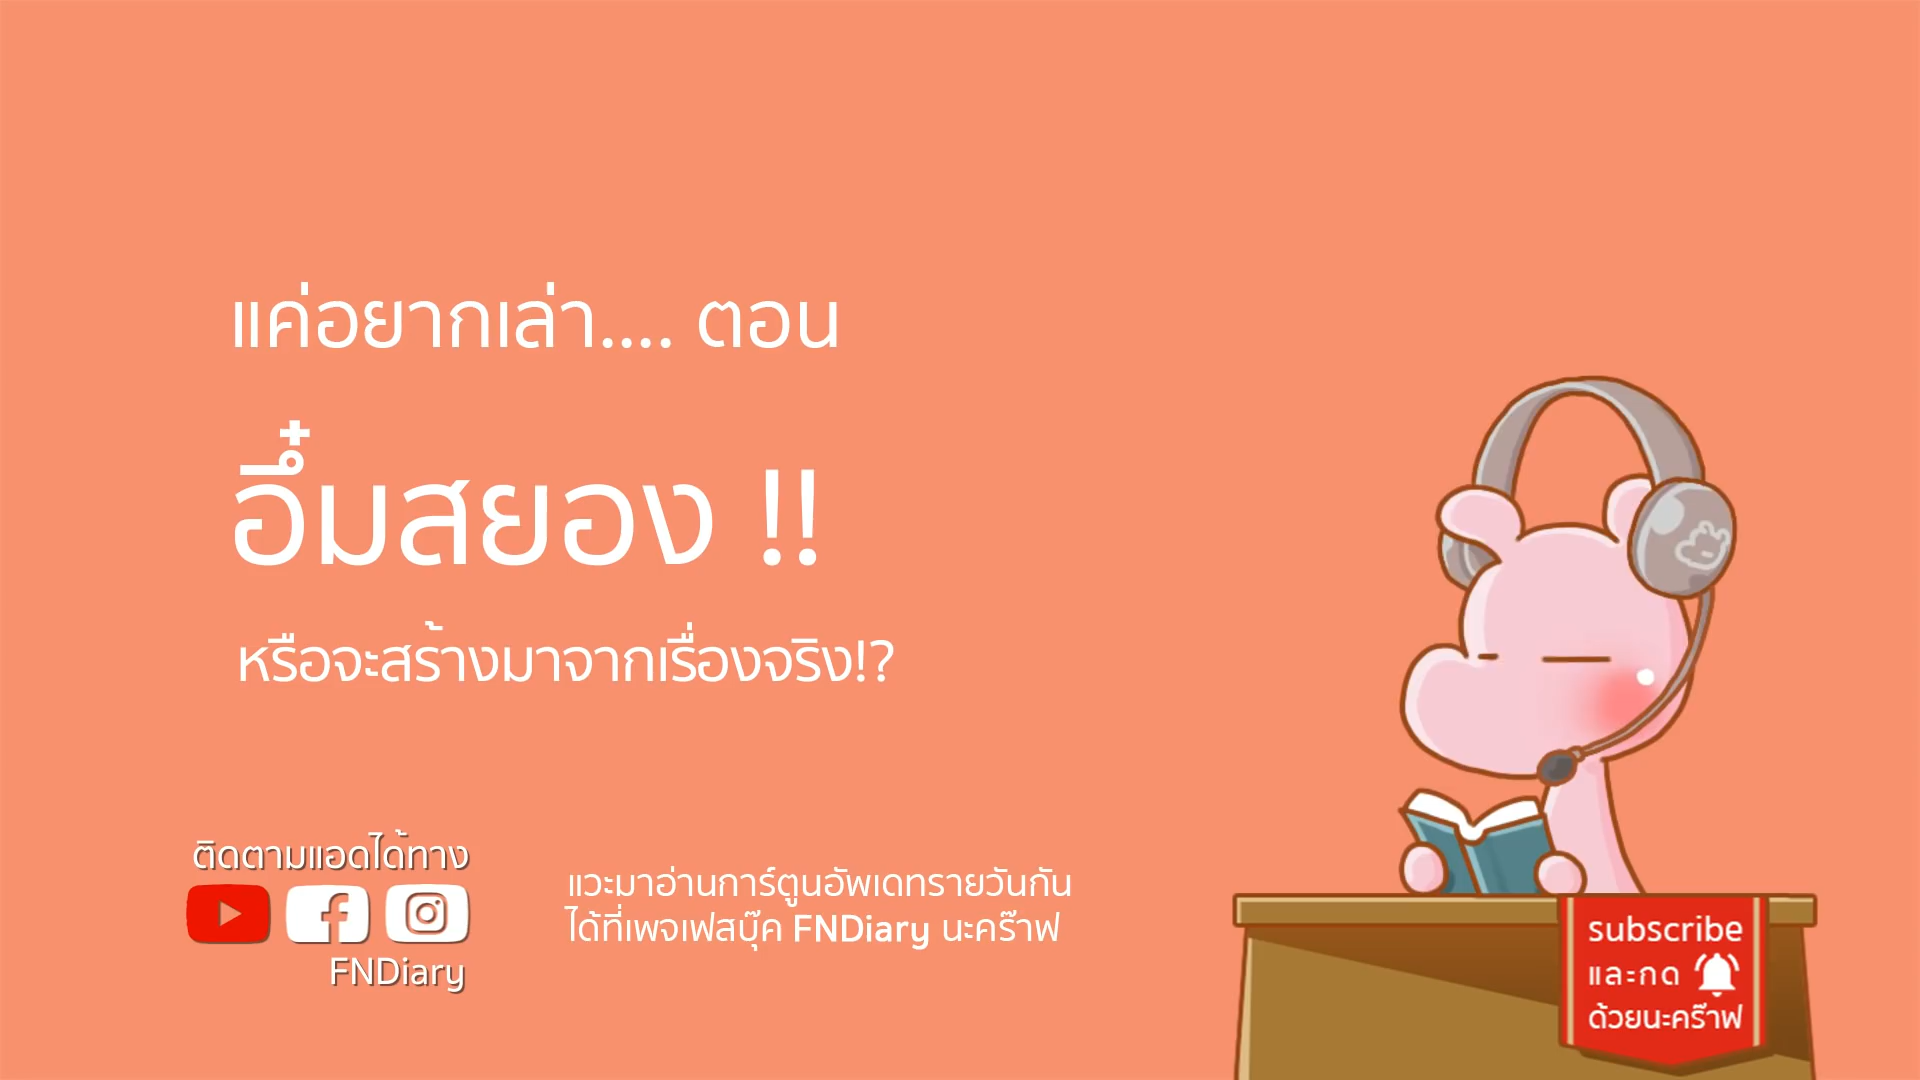 แค่อยากเล่า.... ตอน
อึ๋มสยอง !!
หรือจะสร้างมาจากเรื่องจริง!?
ติดตามแอดได้ทาง
FNDiary
แวะมาอ่านการ์ตูนอัพเดทรายวันกัน
ได้ที่เพจเฟสบุ๊ค FNDiary นะคร๊าฟ
subscribe
และกด
ด้วยนะคร๊าฟ